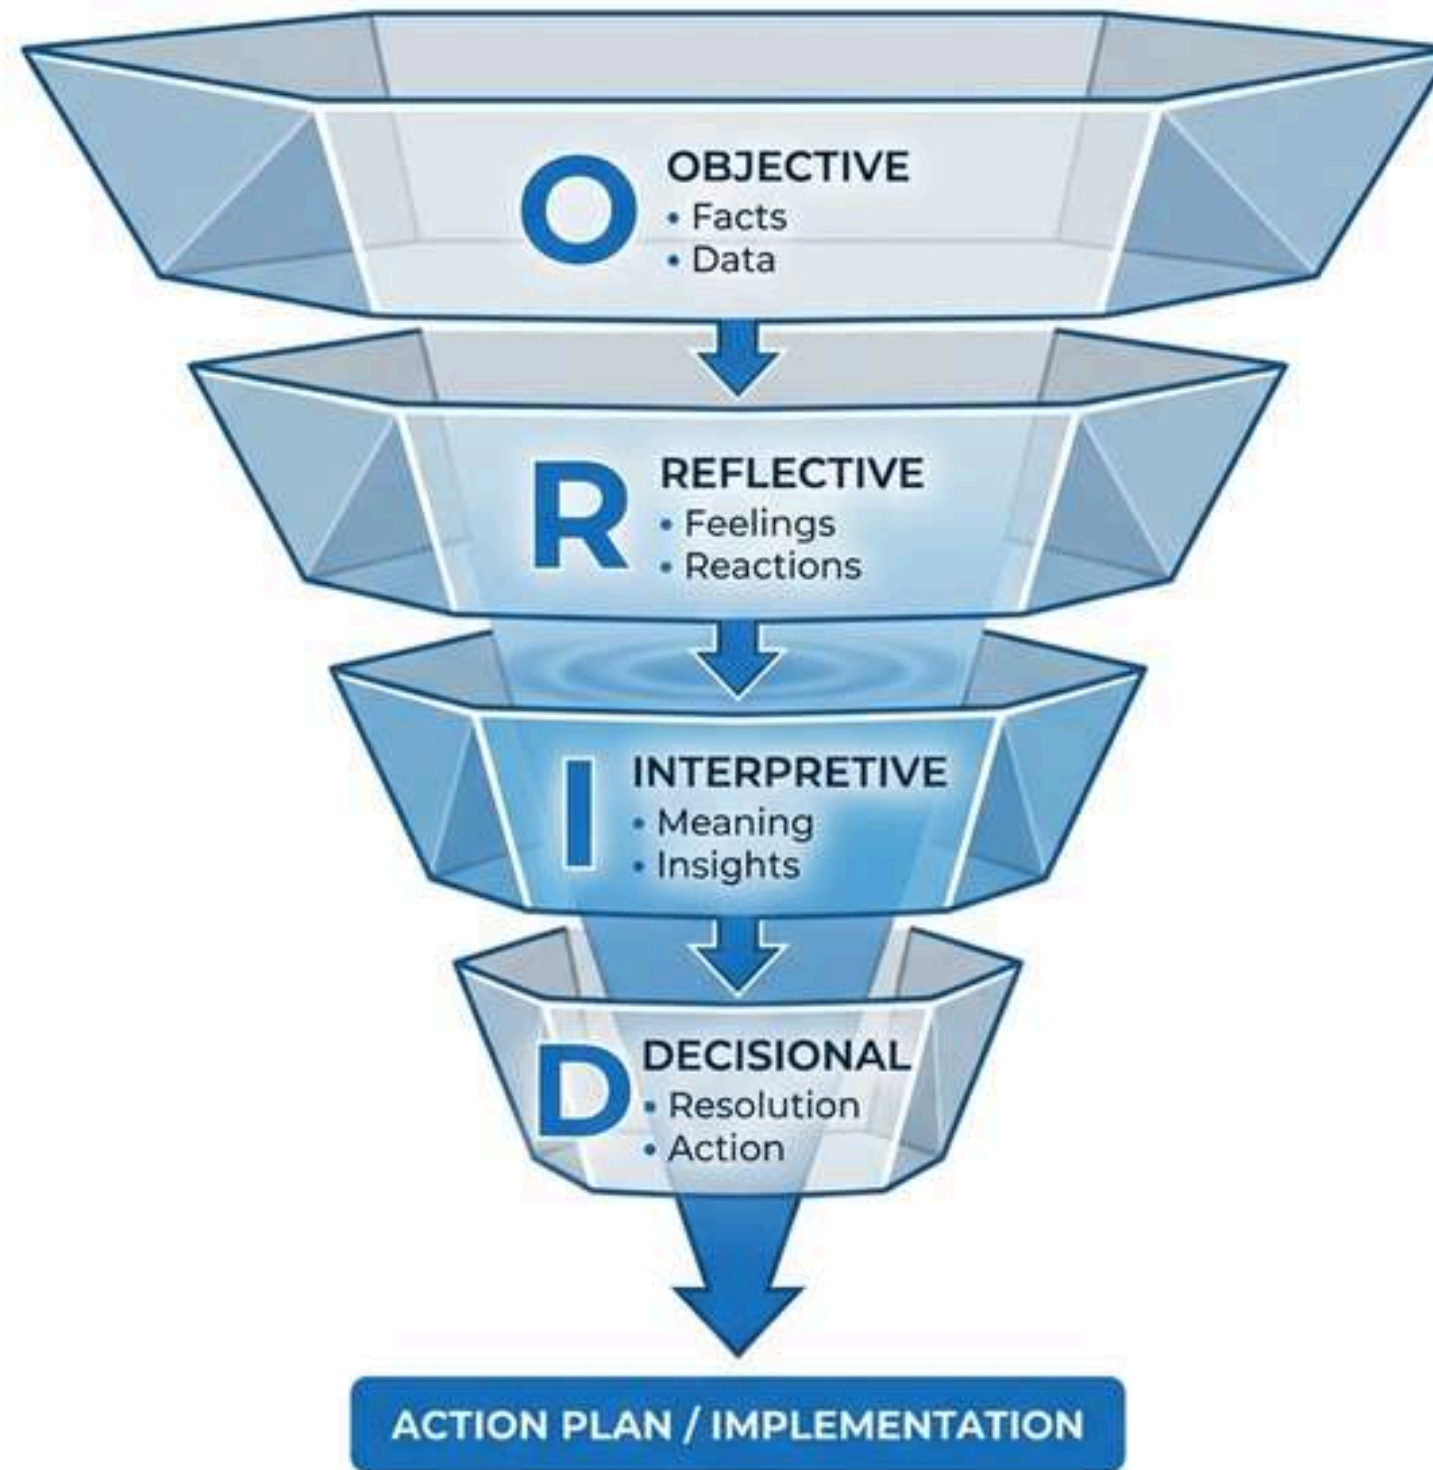 O
OBJECTIVE
• Facts
• Data
R
REFLECTIVE
• Feelings
• Reactions
I
INTERPRETIVE
• Meaning
• Insights
D
DECISIONAL
• Resolution
• Action
ACTION PLAN / IMPLEMENTATION